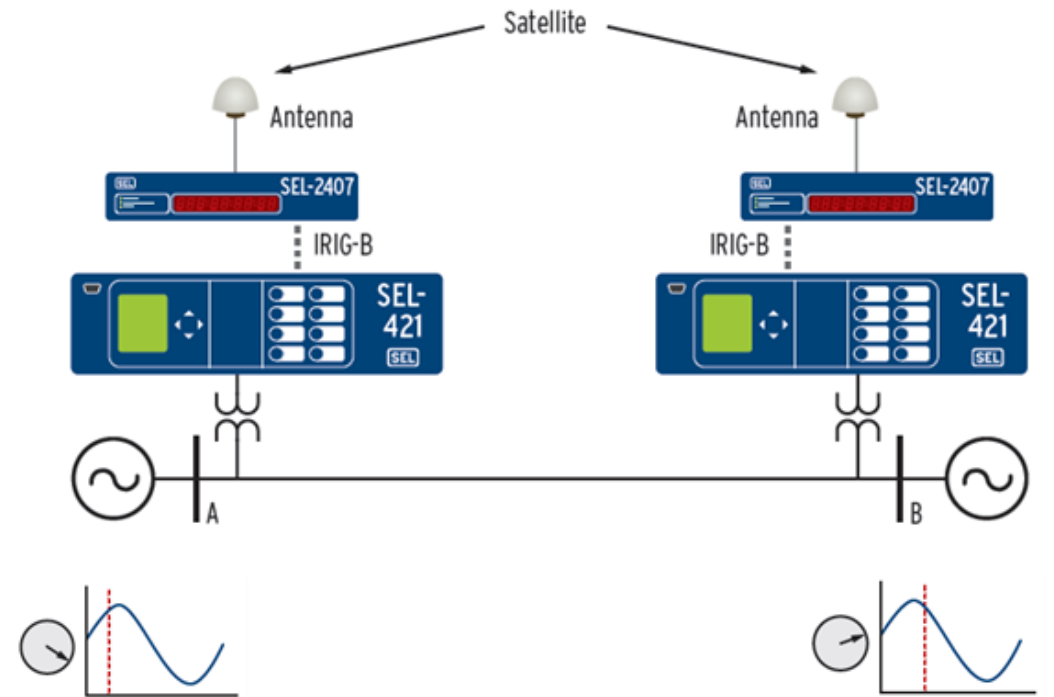 Satellite
Antenna
Antenna
SEL
SEL-2407
SEL
SEL-2407
IRIG-B
IRIG-B
SEL-
421
SEL
SEL-
421
SEL
A
B